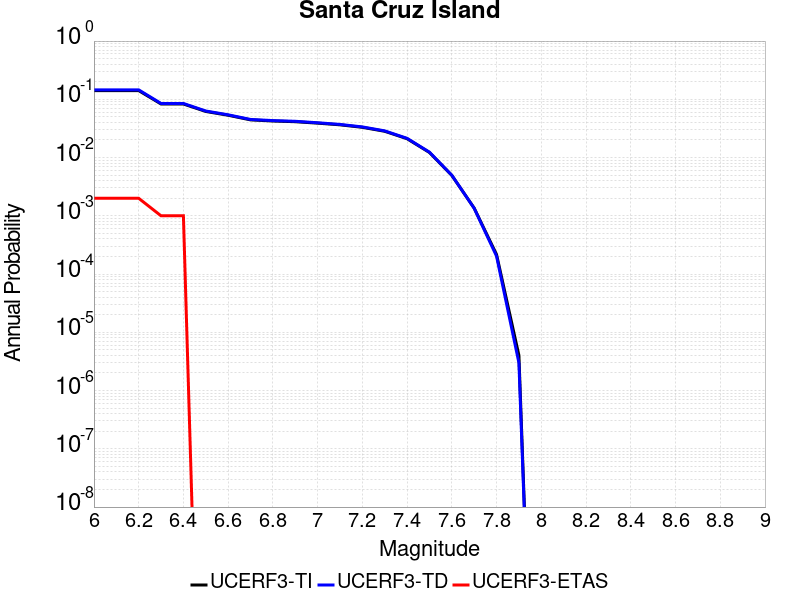 Santa Cruz Island
Annual Probability
10^0
10^-1
10^-2
10^-3
10^-4
10^-5
10^-6
10^-7
10^-8
6 6.2 6.4 6.6 6.8 7 7.2 7.4 7.6 7.8 8 8.2 8.4 8.6 8.8 9
Magnitude
UCERF3-TI UCERF3-TD UCERF3-ETAS